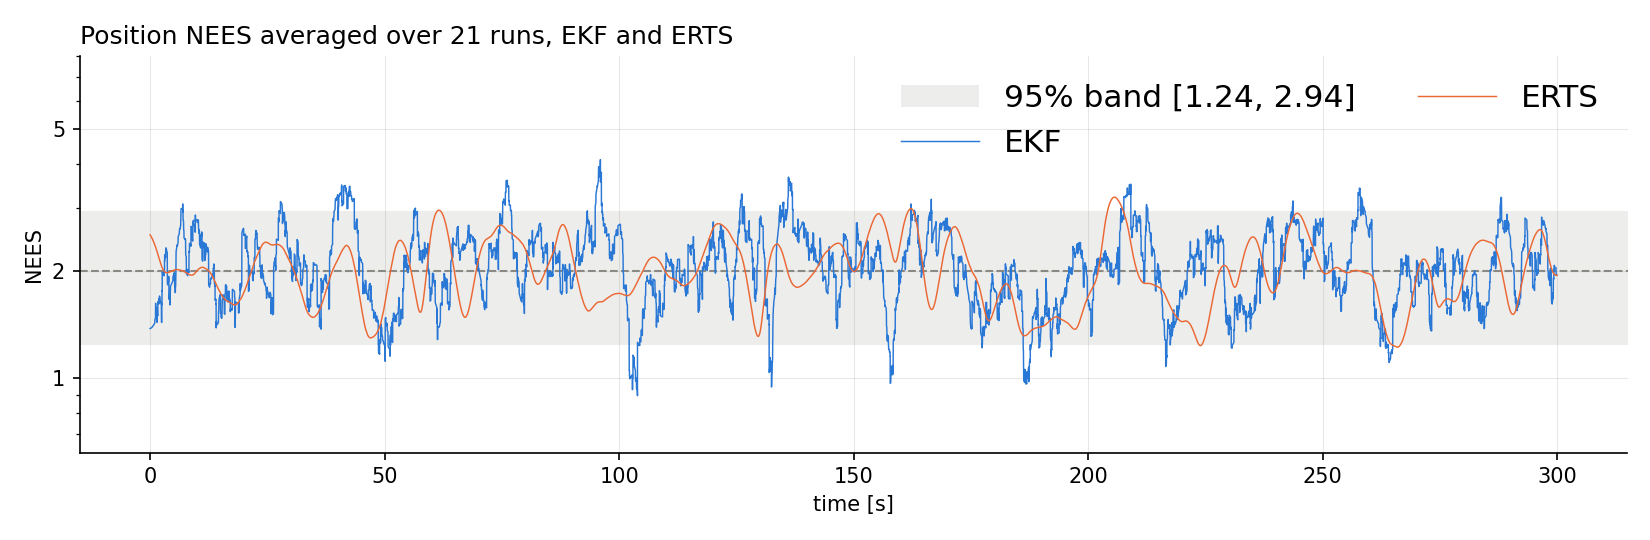 Position NEES averaged over 21 runs, EKF and ERTS
95% band [1.24, 2.94]
EKF
ERTS
NEES
5
2
1
0 50 100 150 200 250 300
time [s]